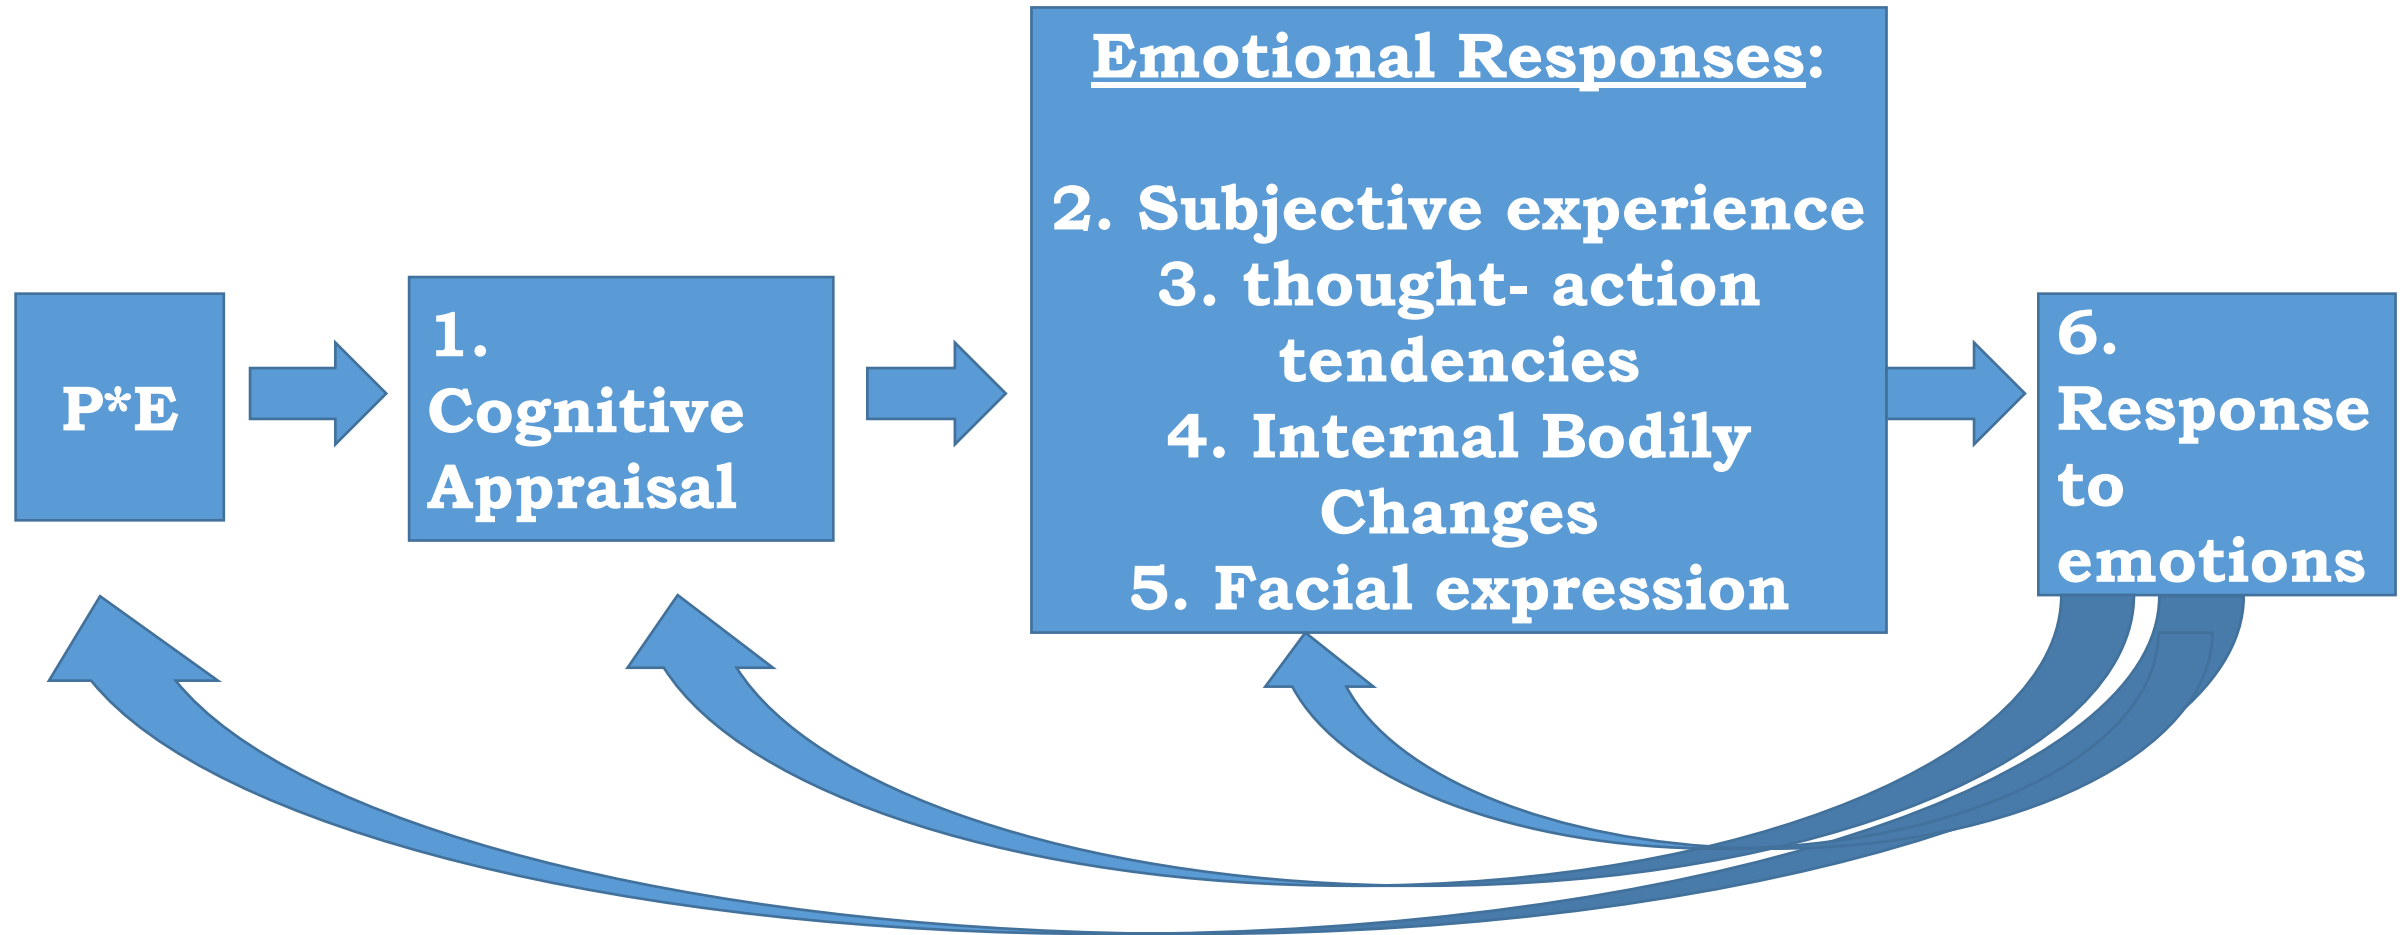 P*E
1.
Cognitive
Appraisal
Emotional Responses:
2. Subjective experience
3. thought- action
tendencies
4. Internal Bodily
Changes
5. Facial expression
6.
Response
to
emotions